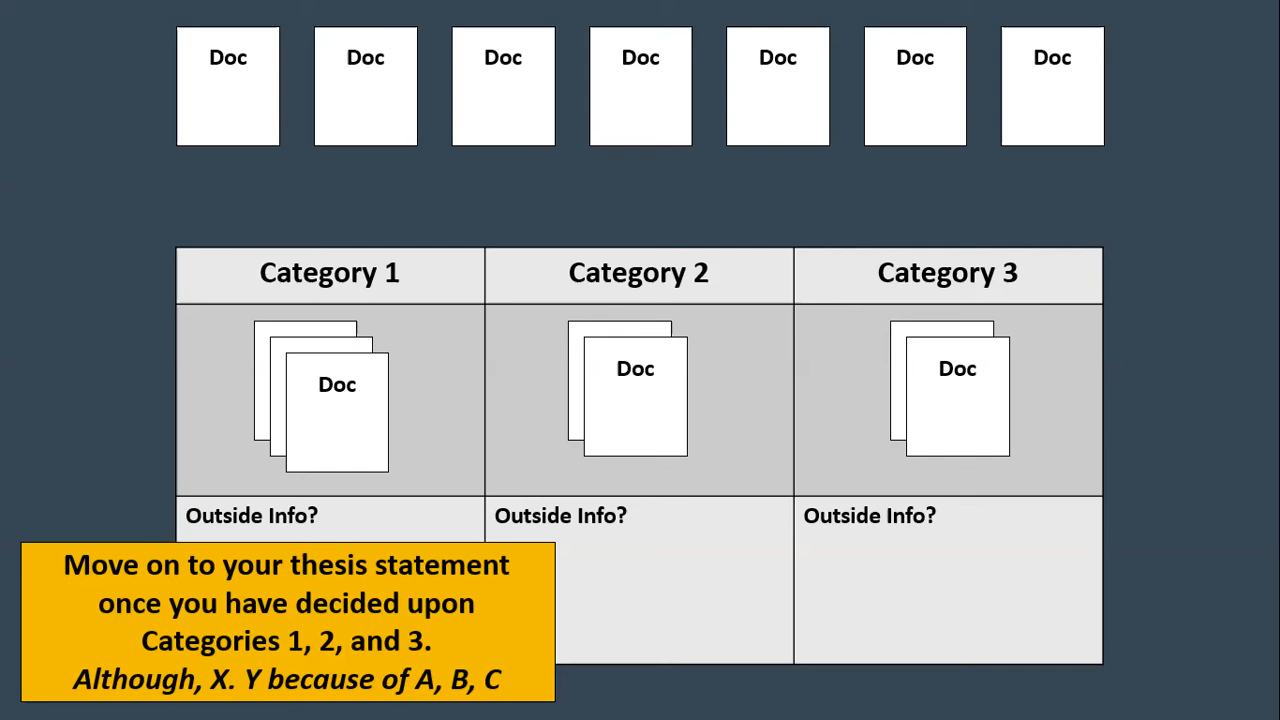 Doc Doc Doc Doc Doc Doc Doc
Category 1 Category 2 Category 3
Doc Doc Doc
Outside Info? Outside Info? Outside Info?
Move on to your thesis statement
once you have decided upon
Categories 1, 2, and 3.
Although, X. Y because of A, B, C